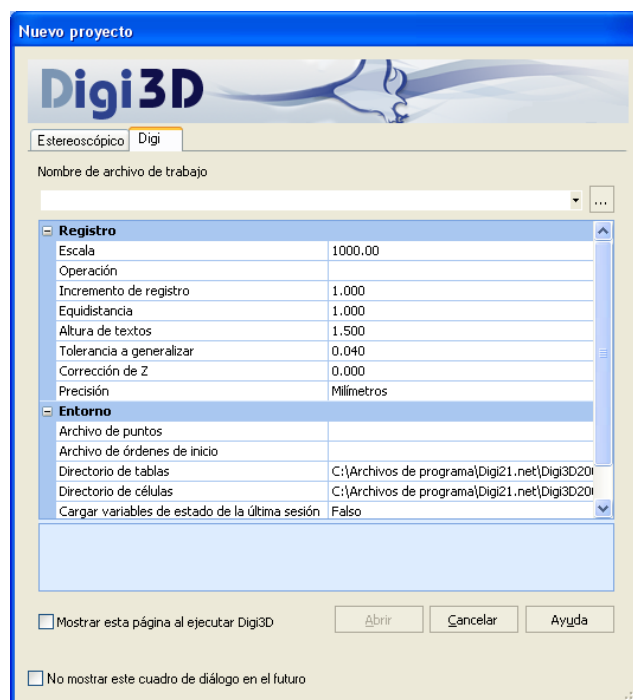 Nuevo proyecto
Digi3D
Estereoscópico Digi
Nombre de archivo de trabajo
...
Registro
Escala 1000.00
Operación
Incremento de registro 1.000
Equidistancia 1.000
Altura de textos 1.500
Tolerancia a generalizar 0.040
Corrección de Z 0.000
Precisión Milímetros
Entorno
Archivo de puntos
Archivo de órdenes de inicio
Directorio de tablas C:\Archivos de programa\Digi21.net\Digi3D20
Directorio de células C:\Archivos de programa\Digi21.net\Digi3D20
Cargar variables de estado de la última sesión Falso
Mostrar esta página al ejecutar Digi3D Abrir Cancelar Ayuda
No mostrar este cuadro de diálogo en el futuro